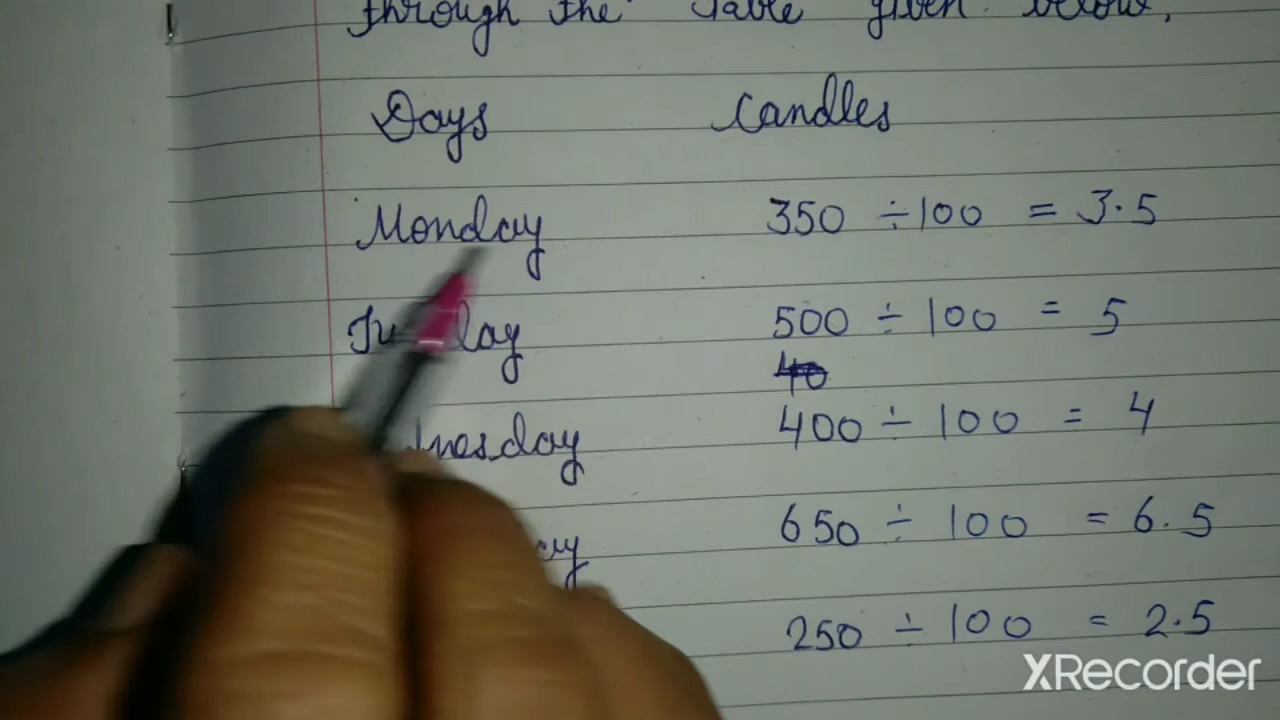 through the Table given below,
Days Candles
Monday 350 ÷ 100 = 3.5
500 ÷ 100 = 5
40
400 ÷ 100 = 4
650 ÷ 100 = 6.5
250 ÷ 100 = 2.5
XRecorder